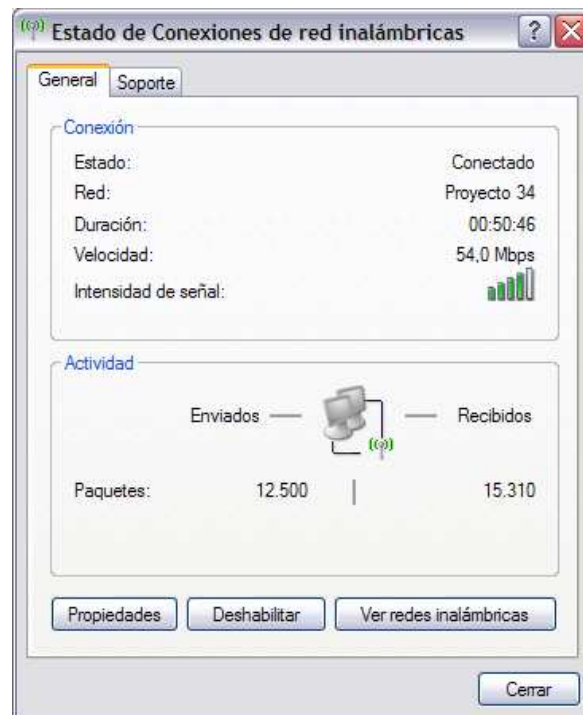 Estado de Conexiones de red inalámbricas
General Soporte
Conexión
Estado: Conectado
Red: Proyecto 34
Duración: 00:50:46
Velocidad: 54,0 Mbps
Intensidad de señal:
Actividad
Enviados — — Recibidos
Paquetes: 12.500 | 15.310
Propiedades Deshabilitar Ver redes inalámbricas
Cerrar